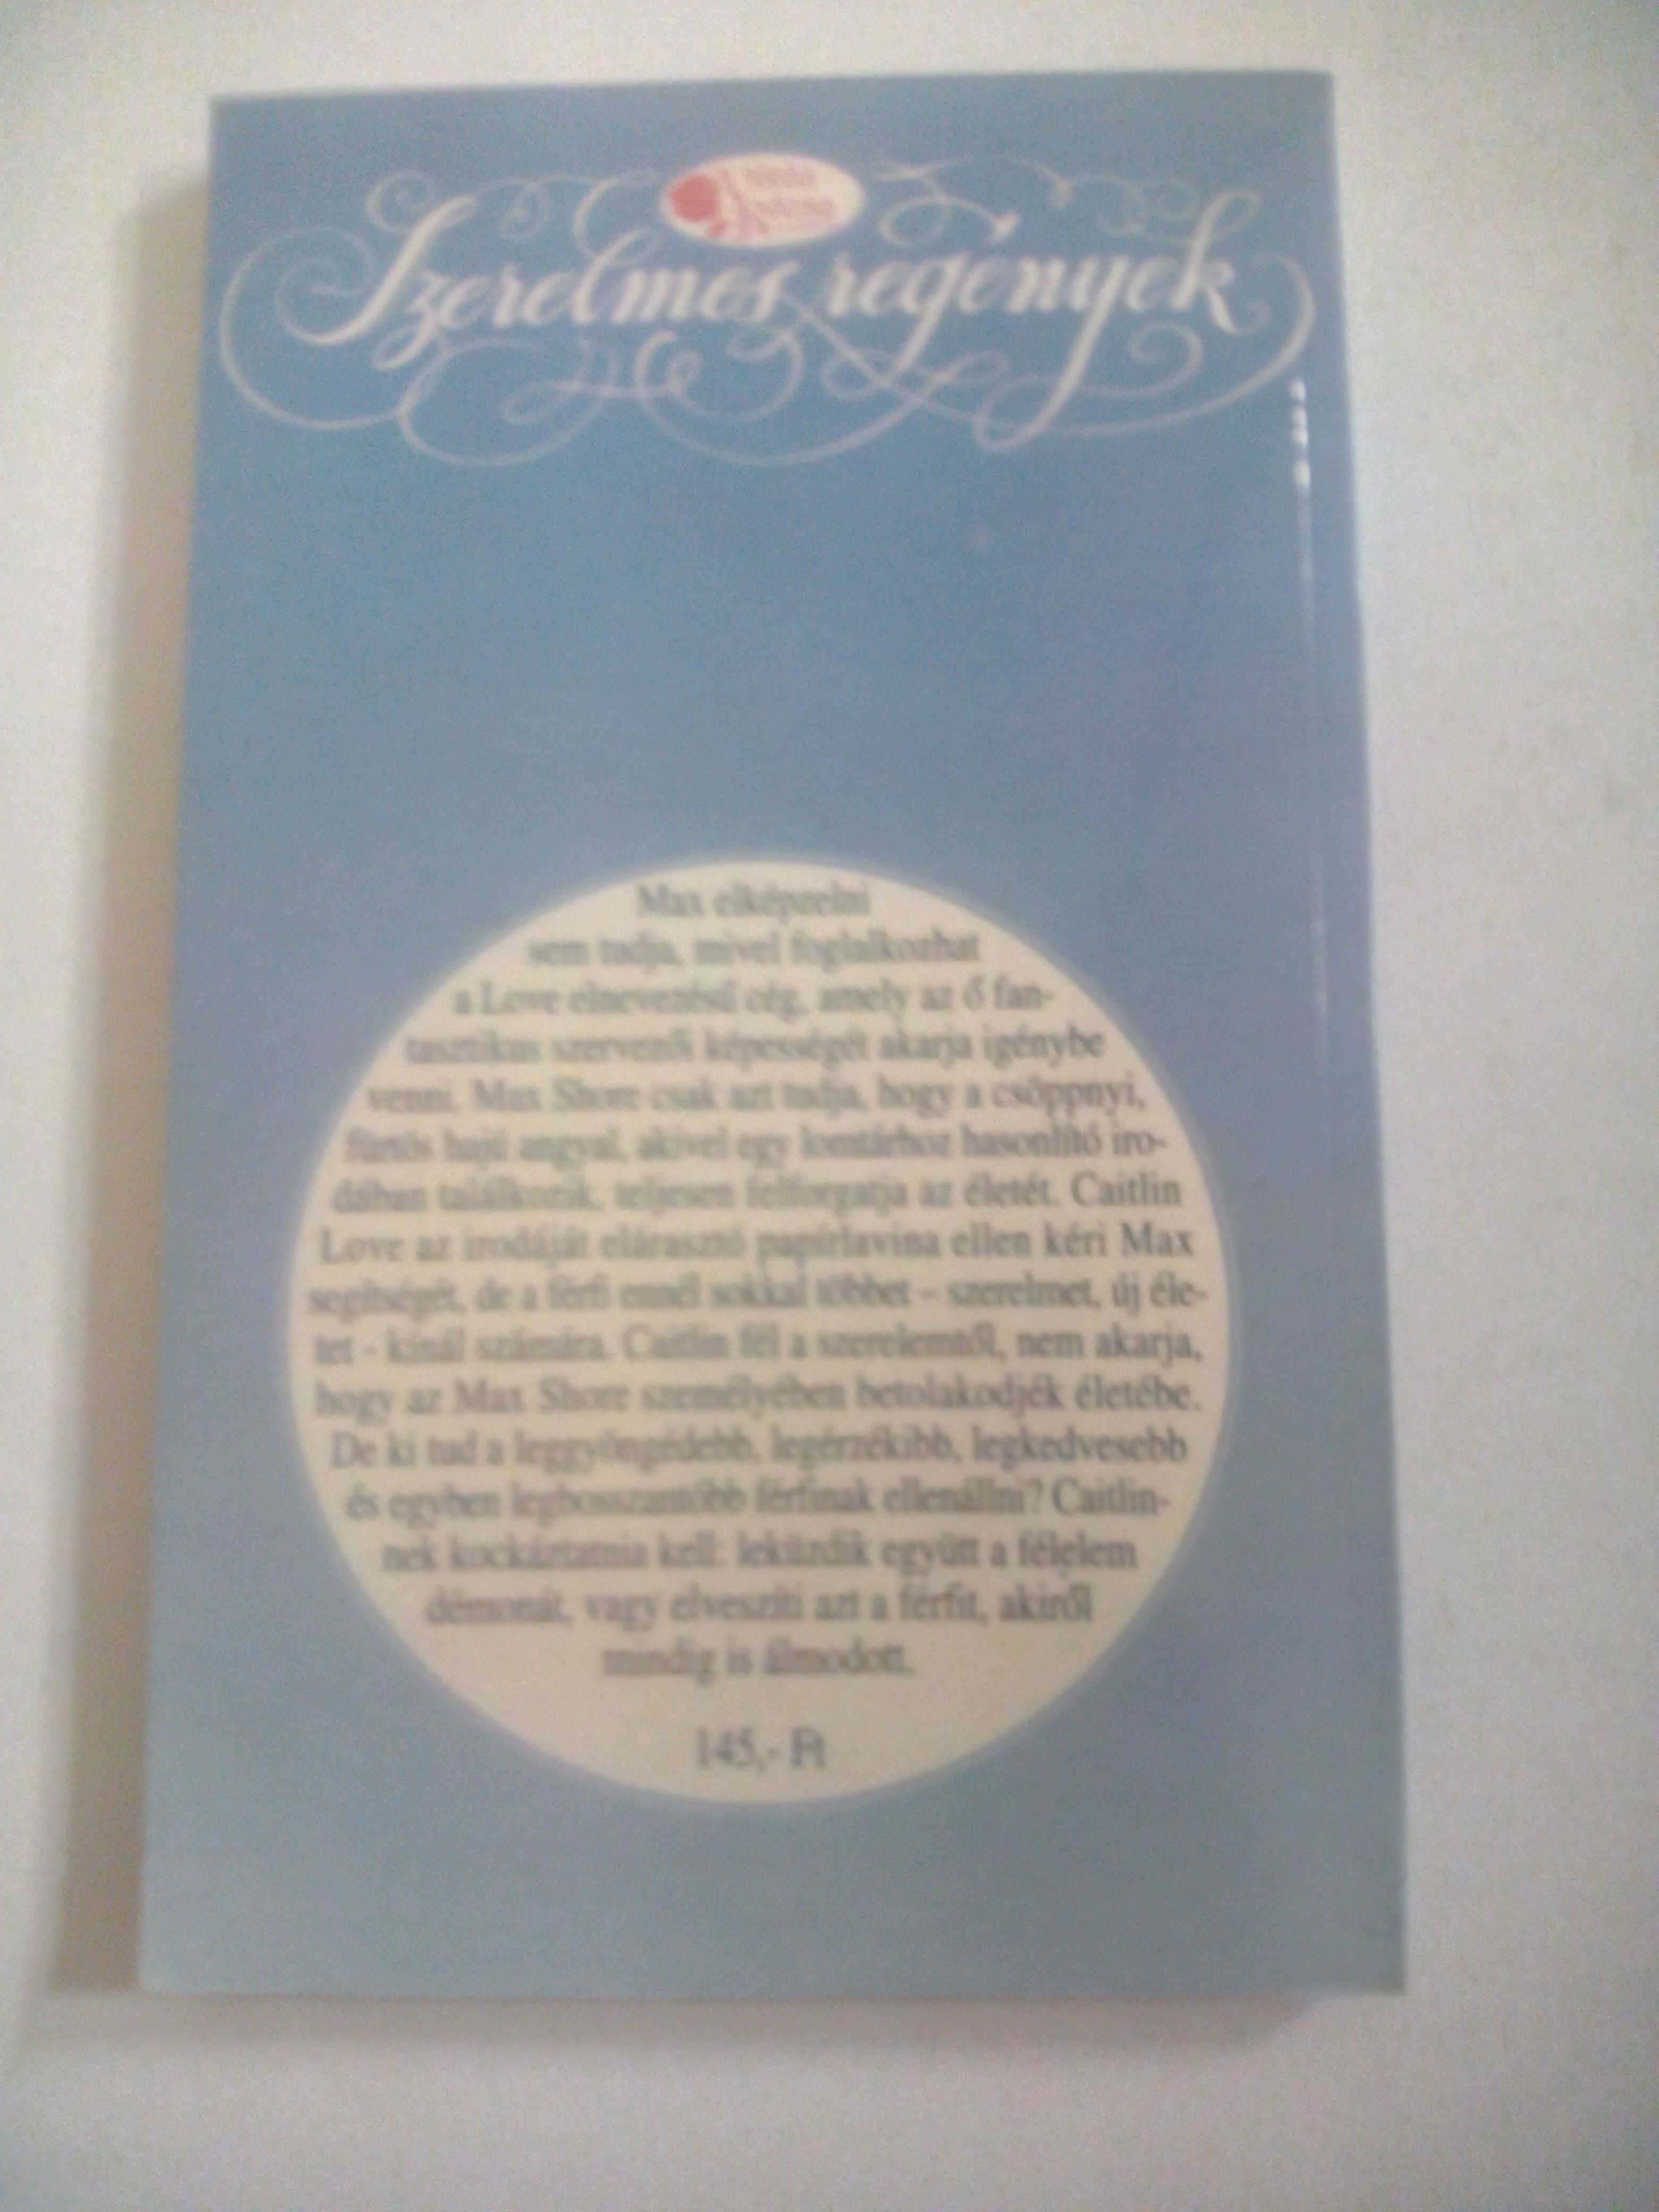 Szerelmes regények
Max elképzelni
sem tudja, mivel foglalkozhat
a Love elnevezésű cég, amely az ő fan-
tasztikus szervezői képességét akarja igénybe
venni. Max Shore csak azt tudja, hogy a csöppnyi,
fürtös hajú angyal, akivel egy lomtárhoz hasonlító iro-
dában találkozik, teljesen felforgatja az életét. Caitlin
Love az irodáját elárasztó papírlavina ellen kéri Max
segítségét, de a férfi ennél sokkal többet – szerelmet, új éle-
tet - kínál számára. Caitlin fél a szerelemtől, nem akarja,
hogy az Max Shore személyében betolakodjék életébe.
De ki tud a leggyöngédebb, legérzékibb, legkedvesebb
és egyben legbosszantóbb férfinak ellenállni? Caitlin-
nek kockáztatnia kell: leküzdik együtt a félelem
démonát, vagy elveszíti azt a férfit, akiről
mindig is álmodott.
145,- Ft